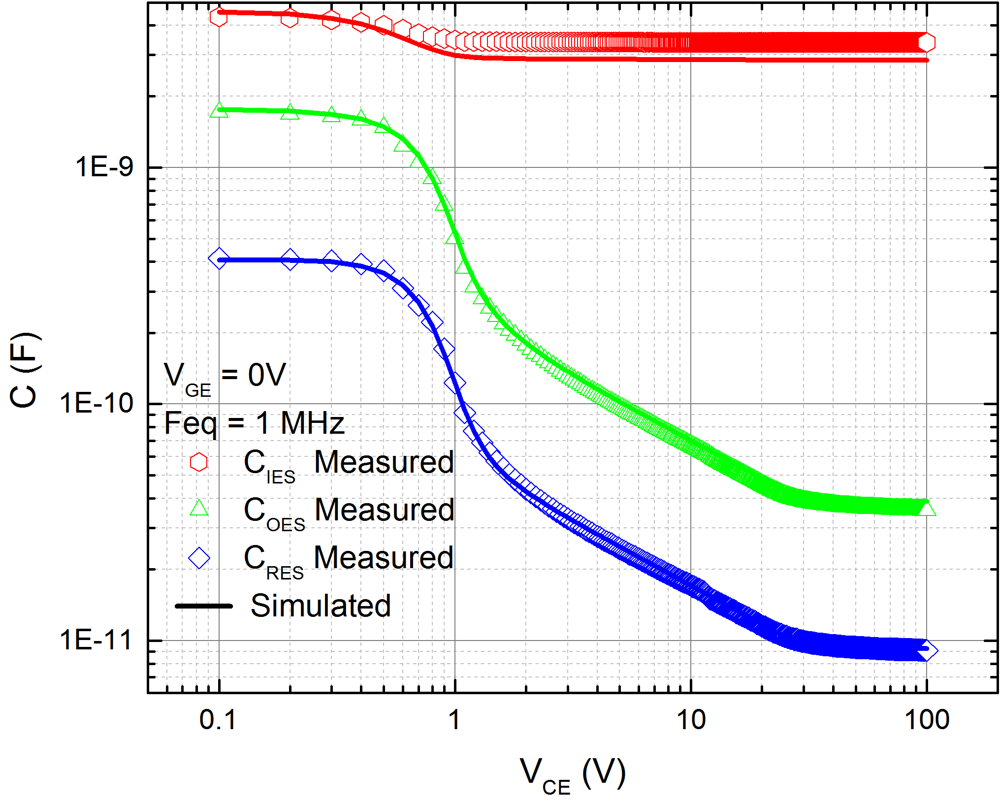 1E-9
1E-10
1E-11
C (F)
VGE = 0V
Feq = 1 MHz
CIES Measured
COES Measured
CRES Measured
Simulated
0.1 1 10 100
VCE (V)